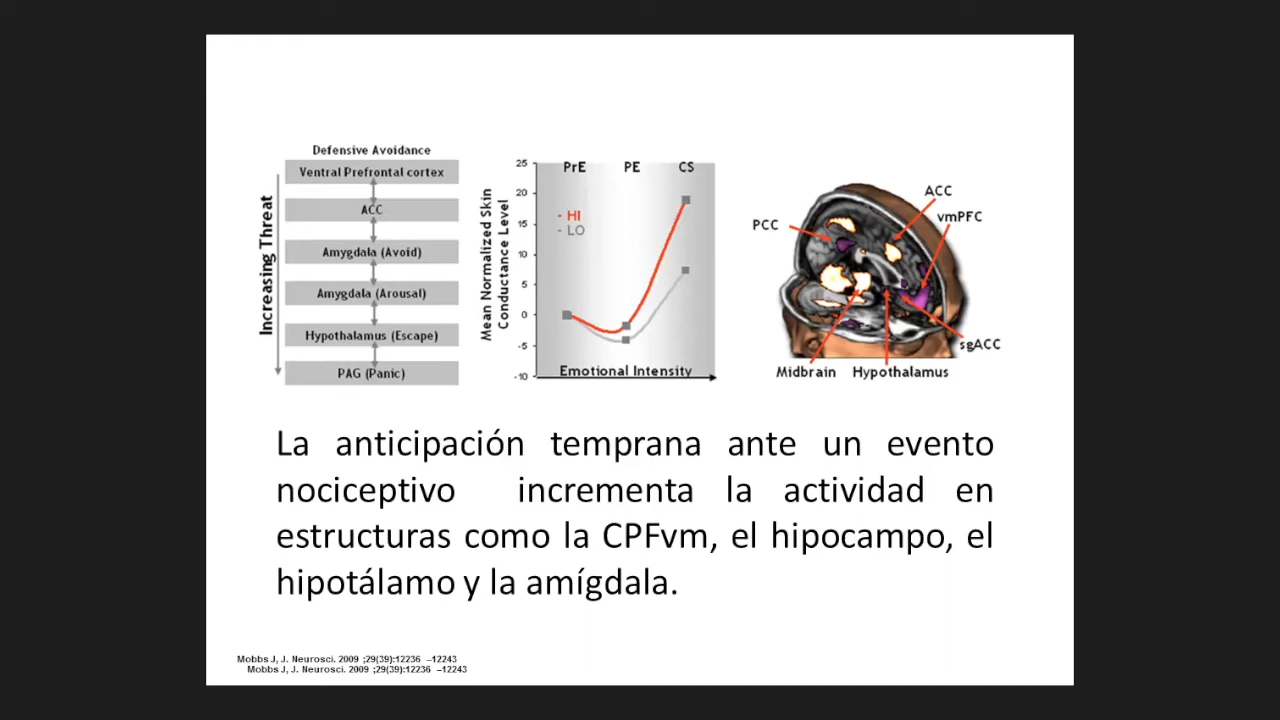 Defensive Avoidance
Increasing Threat
Ventral Prefrontal cortex
ACC
Amygdala (Avoid)
Amygdala (Arousal)
Hypothalamus (Escape)
PAG (Panic)
Mean Normalized Skin
Conductance Level
25
20
15
10
5
0
-5
-10
PrE PE CS
- HI
- LO
Emotional Intensity
ACC
vmPFC
PCC
sgACC
Midbrain Hypothalamus
La anticipación temprana ante un evento
nociceptivo incrementa la actividad en
estructuras como la CPFvm, el hipocampo, el
hipotálamo y la amígdala.
Mobbs J, J. Neurosci. 2009 ;29(39):12236 –12243
Mobbs J, J. Neurosci. 2009 ;29(39):12236 –12243